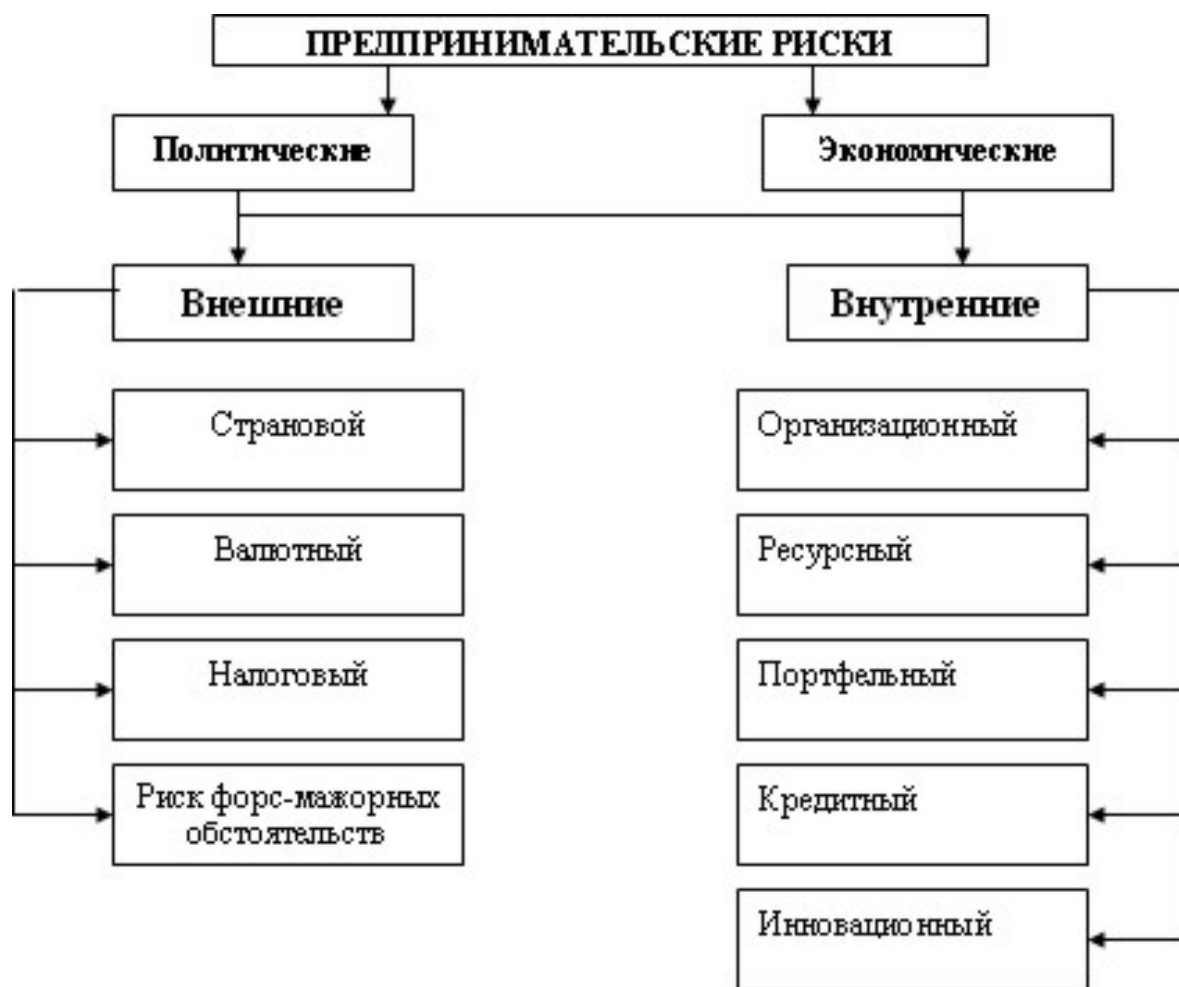 ПРЕДПРИНИМАТЕЛЬСКИЕ РИСКИ
Политические
Экономические
Внешние
Внутренние
Страновой
Организационный
Валютный
Ресурсный
Налоговый
Портфельный
Риск форс-мажорных
обстоятельств
Кредитный
Инновационный